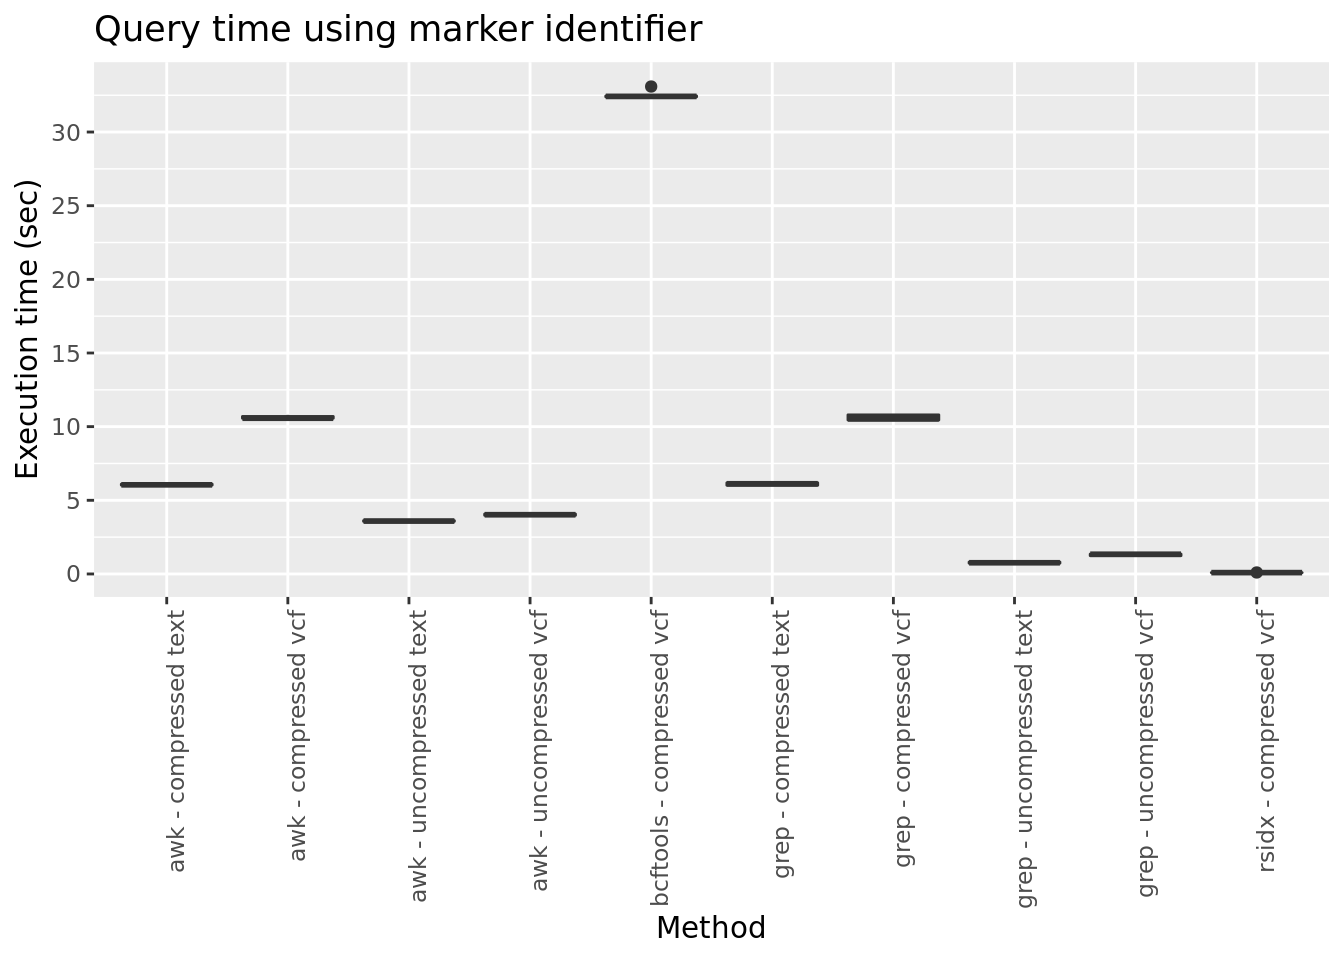 Query time using marker identifier
Execution time (sec)
30
25
20
15
10
5
0
awk - compressed text
awk - compressed vcf
awk - uncompressed text
awk - uncompressed vcf
bcftools - compressed vcf
grep - compressed text
grep - compressed vcf
grep - uncompressed text
grep - uncompressed vcf
rsidx - compressed vcf
Method